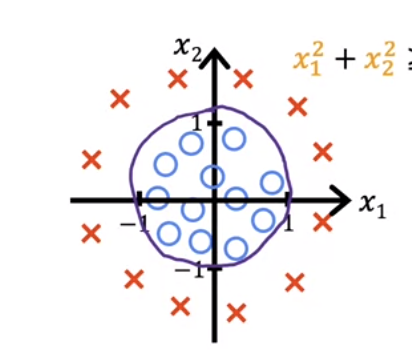 x₂
x₁² + x₂² ≥
1
x₁
−1
1
−1